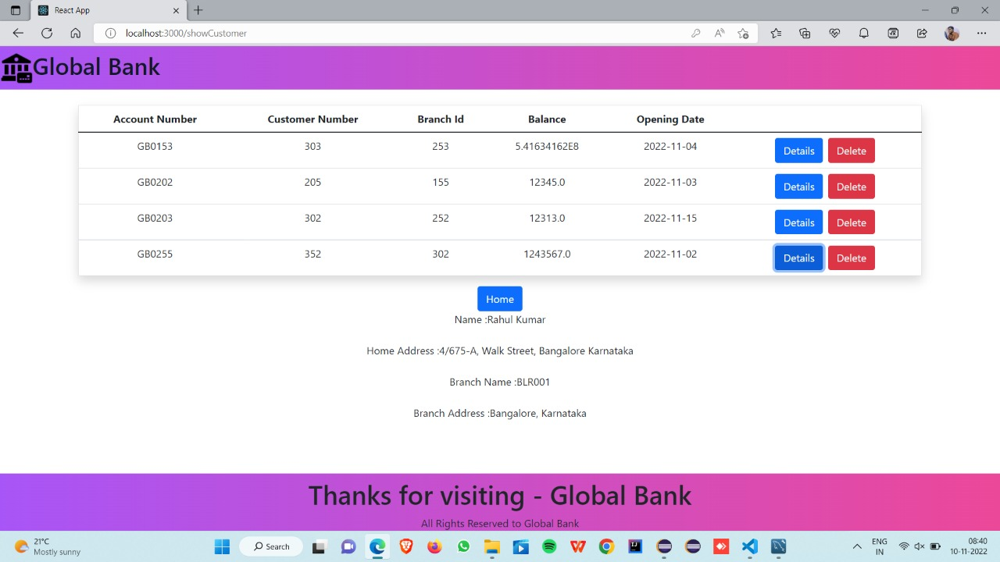 React App
localhost:3000/showCustomer
Global Bank
Account Number Customer Number Branch Id Balance Opening Date
GB0153 303 253 5.41634162E8 2022-11-04 Details Delete
GB0202 205 155 12345.0 2022-11-03 Details Delete
GB0203 302 252 12313.0 2022-11-15 Details Delete
GB0255 352 302 1243567.0 2022-11-02 Details Delete
Home
Name :Rahul Kumar
Home Address :4/675-A, Walk Street, Bangalore Karnataka
Branch Name :BLR001
Branch Address :Bangalore, Karnataka
Thanks for visiting - Global Bank
All Rights Reserved to Global Bank
21°C
Mostly sunny
Search
ENG
IN
08:40
10-11-2022